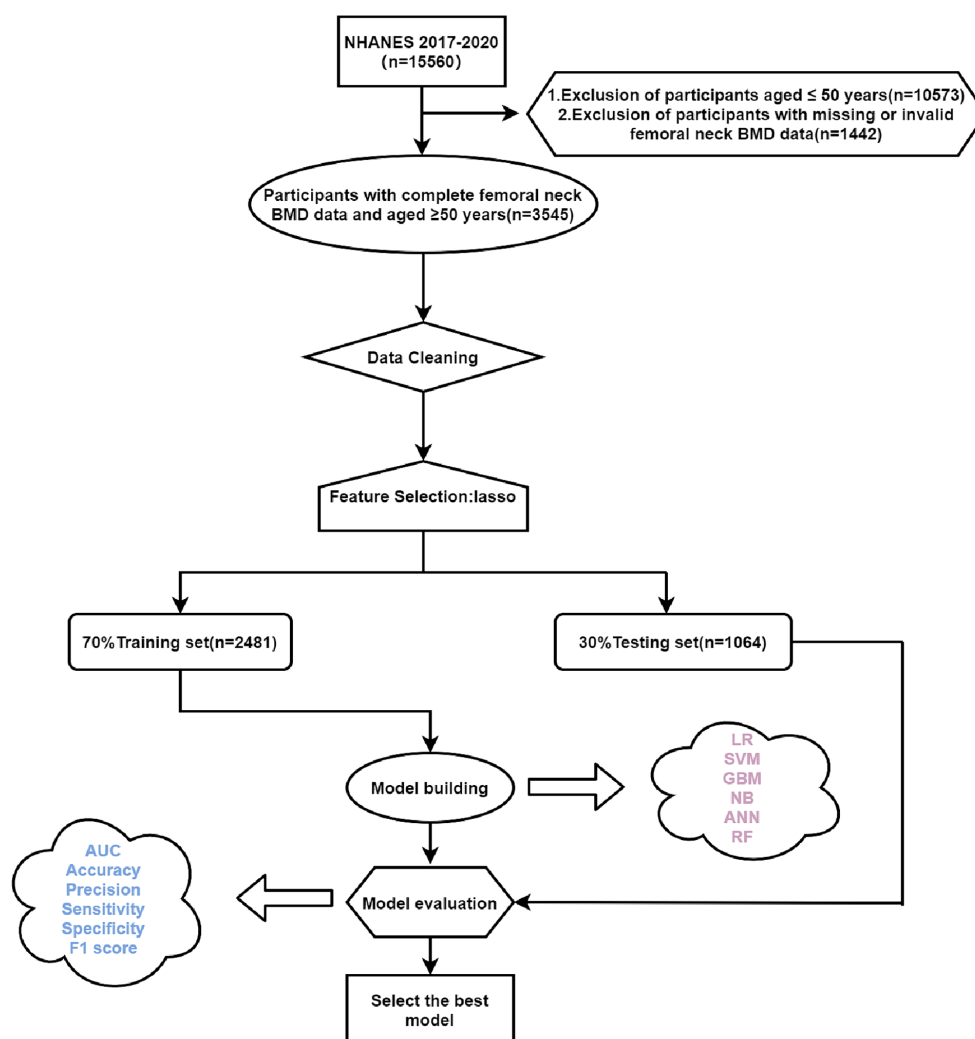 NHANES 2017-2020
(n=15560)
1.Exclusion of participants aged ≤ 50 years(n=10573)
2.Exclusion of participants with missing or invalid
femoral neck BMD data(n=1442)
Participants with complete femoral neck
BMD data and aged ≥50 years(n=3545)
Data Cleaning
Feature Selection:lasso
70%Training set(n=2481)
30%Testing set(n=1064)
LR
SVM
GBM
NB
ANN
RF
Model building
AUC
Accuracy
Precision
Sensitivity
Specificity
F1 score
Model evaluation
Select the best
model